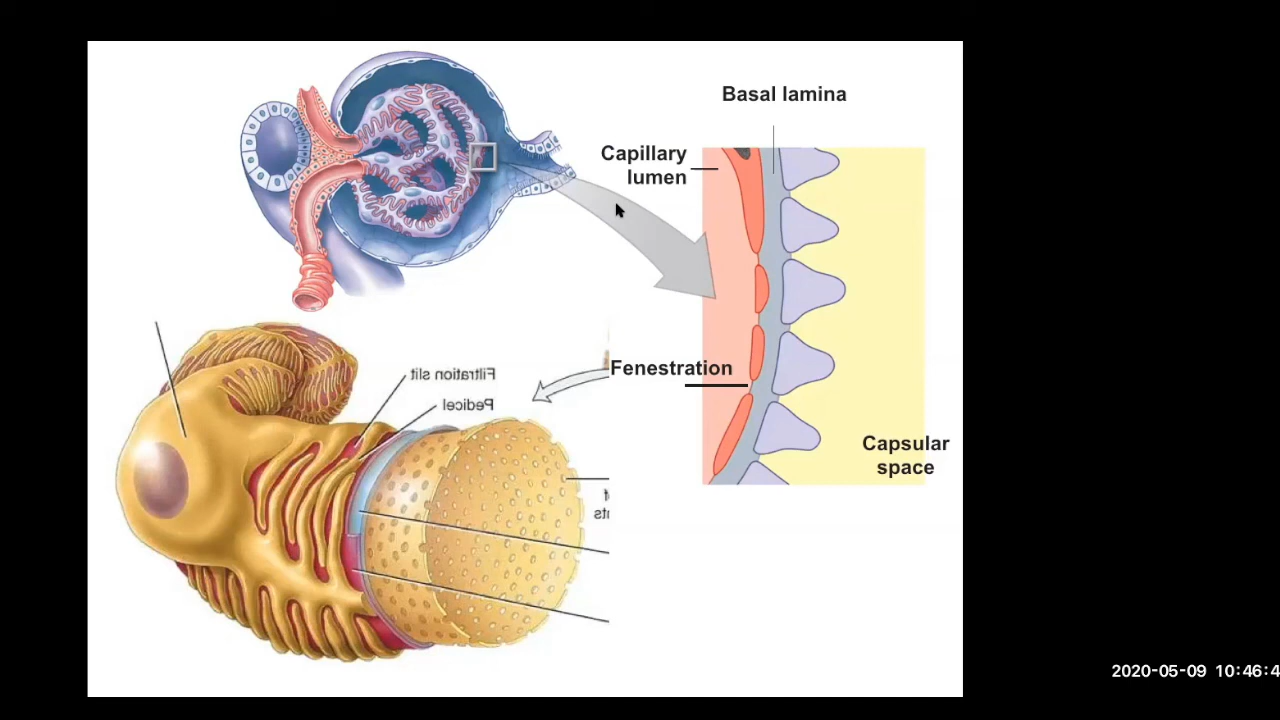 Basal lamina
Capillary
lumen
Filtration slit
Pedicel
Fenestration
Capsular
space
2020-05-09 10:46:4